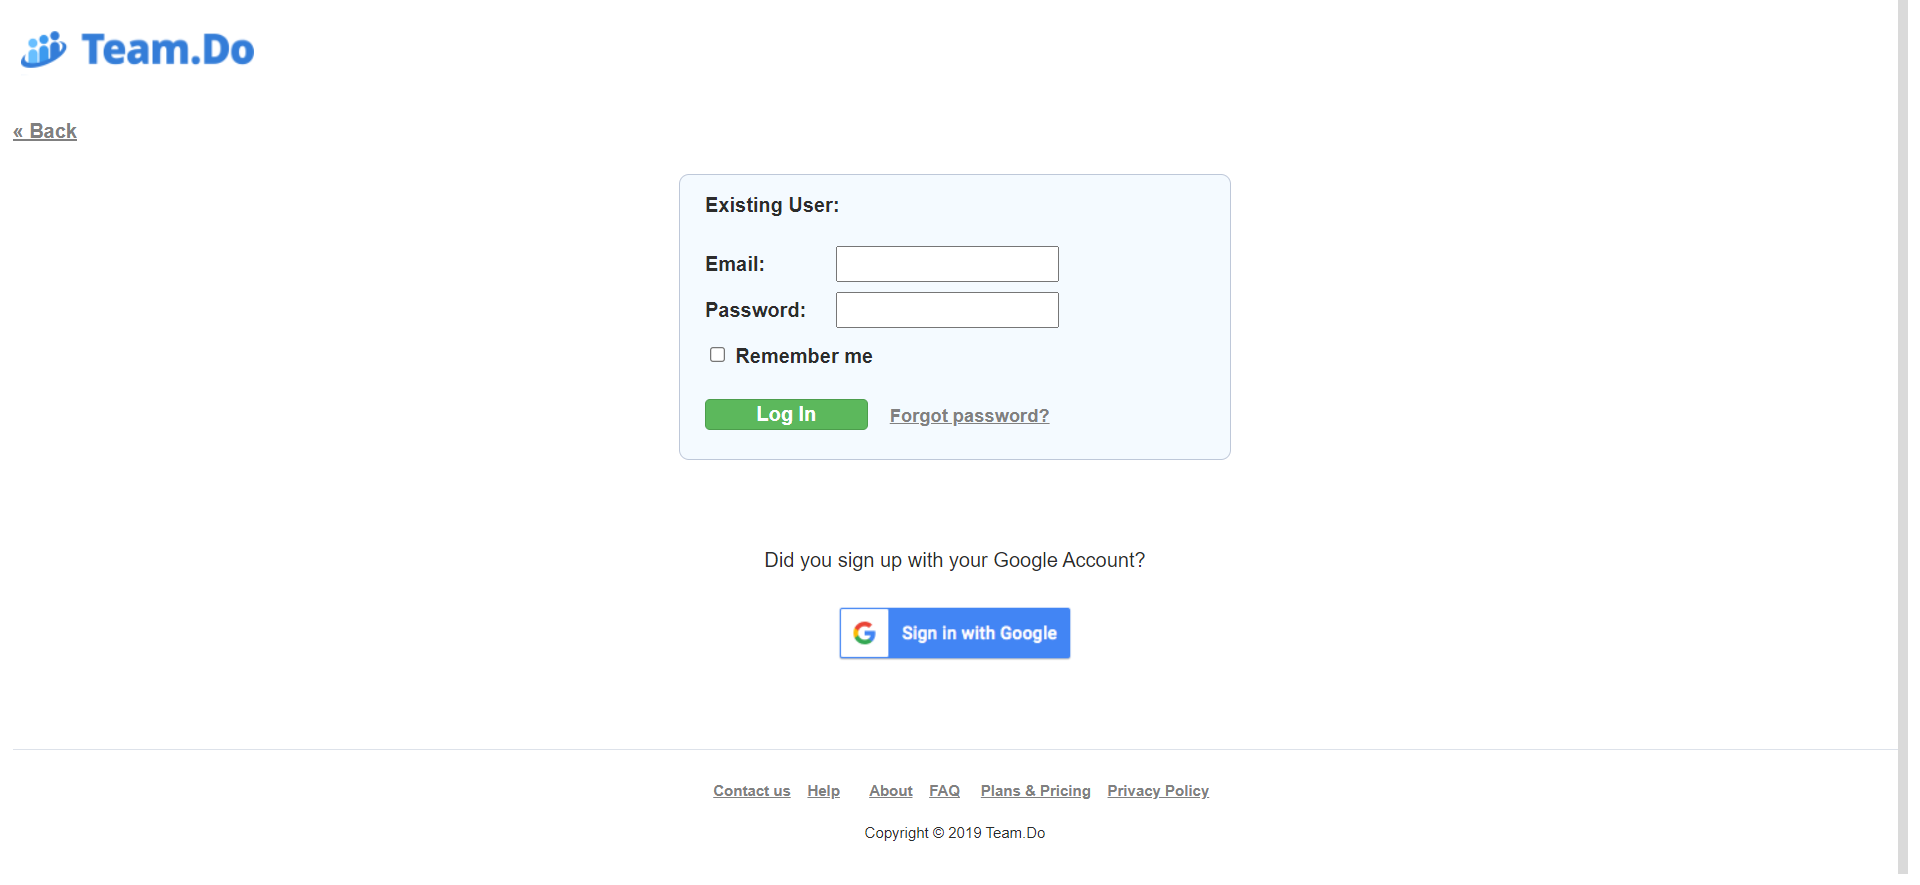 Team.Do
« Back
Existing User:
Email:
Password:
Remember me
Log In Forgot password?
Did you sign up with your Google Account?
G Sign in with Google
Contact us Help About FAQ Plans & Pricing Privacy Policy
Copyright © 2019 Team.Do